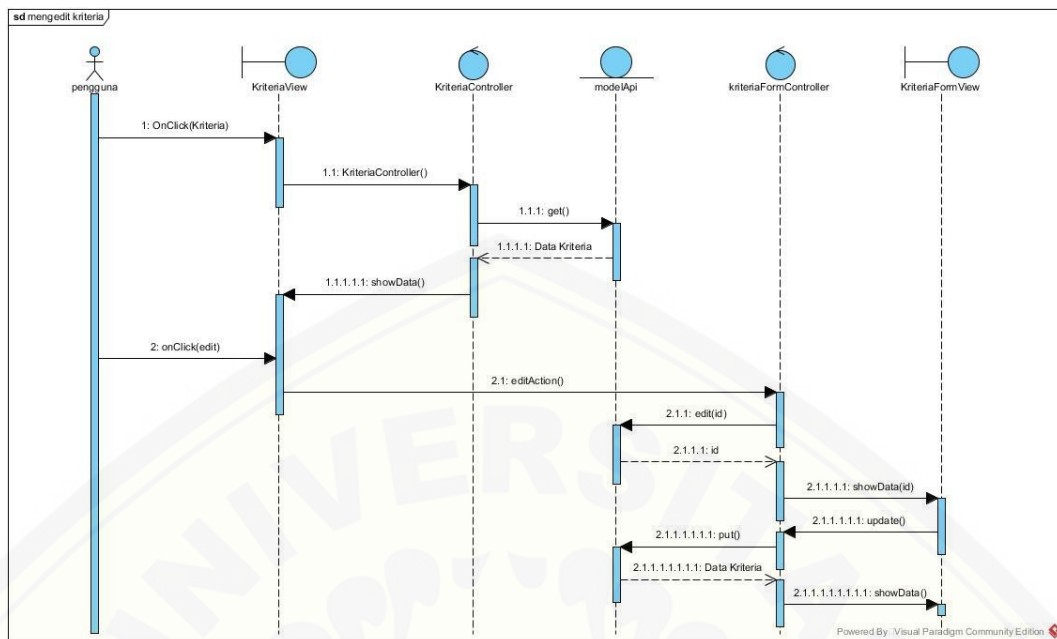 sd mengedit kriteria
pengguna
KriteriaView
KriteriaController
modelApi
kriteriaFormController
KriteriaFormView
1: OnClick(Kriteria)
1.1: KriteriaController()
1.1.1: get()
1.1.1.1: Data Kriteria
1.1.1.1.1: showData()
2: onClick(edit)
2.1: editAction()
2.1.1: edit(id)
2.1.1.1: id
2.1.1.1.1: showData(id)
2.1.1.1.1.1: update()
2.1.1.1.1.1.1: put()
2.1.1.1.1.1.1.1: Data Kriteria
2.1.1.1.1.1.1.1.1: showData()
UNIVERSITA
Powered By Visual Paradigm Community Edition